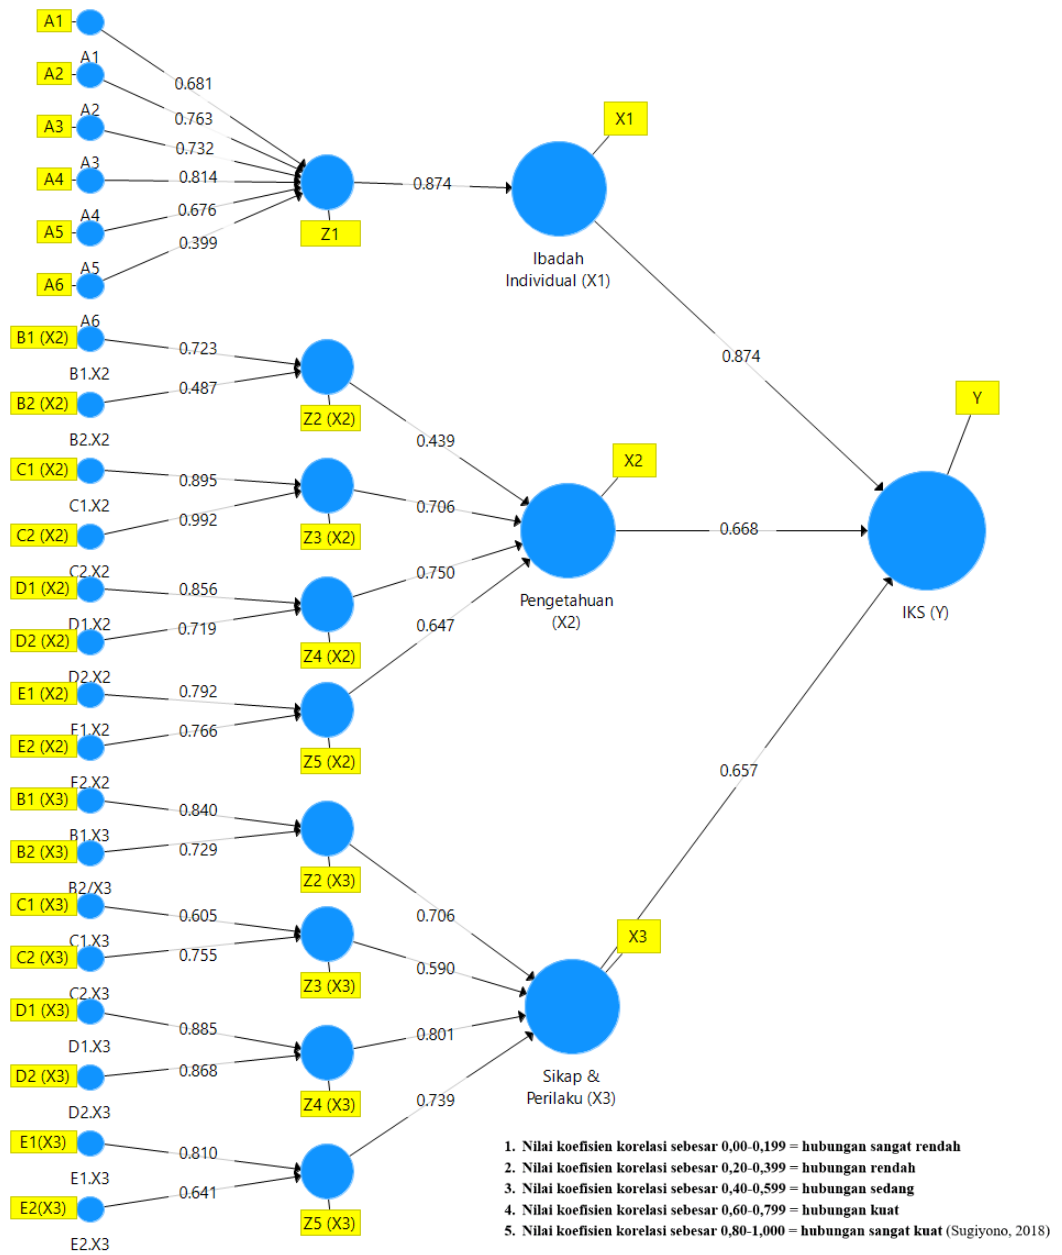 A1
A1
0.681
A2
A2
0.763
A3
A3
0.732
A4
A4
0.814
A5
A5
0.676
A6
A6
0.399
Z1
0.874
X1
Ibadah
Individual (X1)
0.874
B1 (X2)
B1.X2
0.723
B2 (X2)
B2.X2
0.487
Z2 (X2)
0.439
C1 (X2)
C1.X2
0.895
C2 (X2)
C2.X2
0.992
Z3 (X2)
0.706
D1 (X2)
D1.X2
0.856
D2 (X2)
D2.X2
0.719
Z4 (X2)
0.750
E1 (X2)
E1.X2
0.792
E2 (X2)
E2.X2
0.766
Z5 (X2)
0.647
X2
Pengetahuan
(X2)
0.668
Y
IKS (Y)
B1 (X3)
B1.X3
0.840
B2 (X3)
B2/X3
0.729
Z2 (X3)
0.706
C1 (X3)
C1.X3
0.605
C2 (X3)
C2.X3
0.755
Z3 (X3)
0.590
D1 (X3)
D1.X3
0.885
D2 (X3)
D2.X3
0.868
Z4 (X3)
0.801
E1(X3)
E1.X3
0.810
E2(X3)
E2.X3
0.641
Z5 (X3)
0.739
X3
Sikap &
Perilaku (X3)
0.657
1. Nilai koefisien korelasi sebesar 0,00-0,199 = hubungan sangat rendah
2. Nilai koefisien korelasi sebesar 0,20-0,399 = hubungan rendah
3. Nilai koefisien korelasi sebesar 0,40-0,599 = hubungan sedang
4. Nilai koefisien korelasi sebesar 0,60-0,799 = hubungan kuat
5. Nilai koefisien korelasi sebesar 0,80-1,000 = hubungan sangat kuat (Sugiyono, 2018)